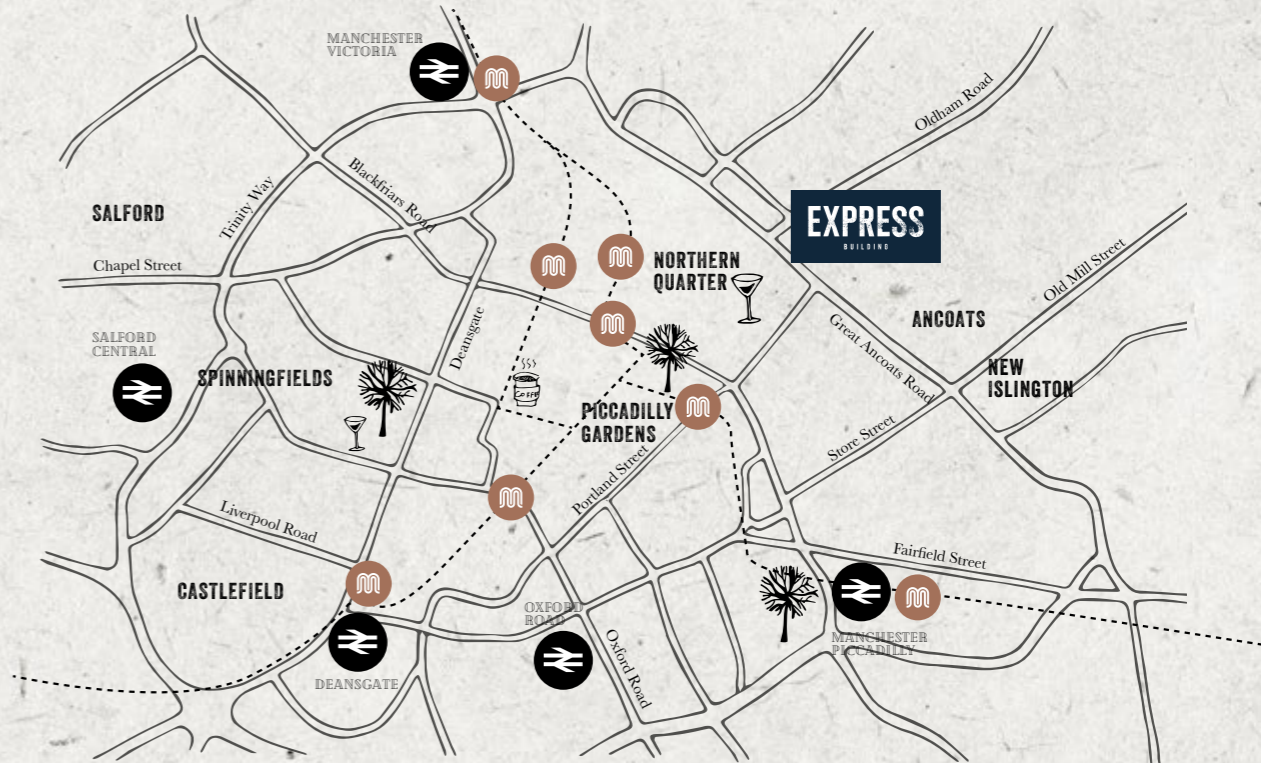 MANCHESTER
VICTORIA
Oldham Road
Blackfriars Road
SALFORD
Trinity Way
EXPRESS
BUILDING
Chapel Street
NORTHERN
QUARTER
Old Mill Street
Deansgate
Great Ancoats Road
ANCOATS
SALFORD
CENTRAL
SPINNINGFIELDS
COFFE
NEW
ISLINGTON
PICCADILLY
GARDENS
Store Street
Portland Street
Liverpool Road
Fairfield Street
CASTLEFIELD
OXFORD
ROAD
Oxford Road
MANCHESTER
PICCADILLY
DEANSGATE